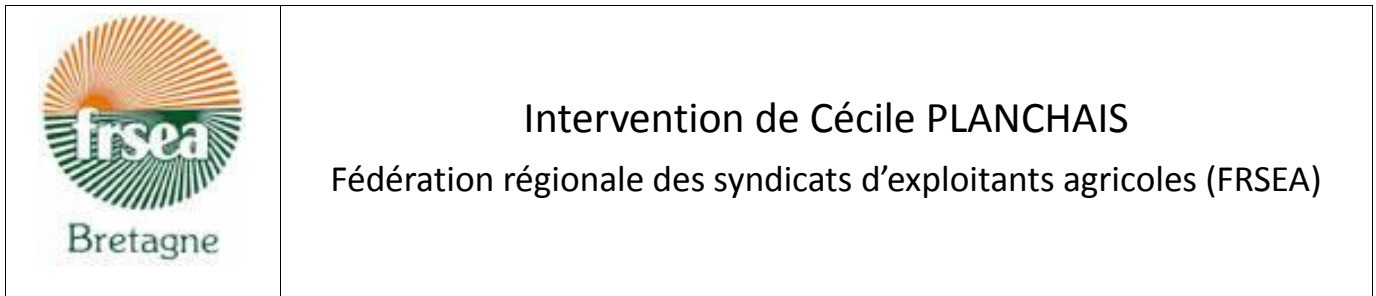 frsea
Bretagne
Intervention de Cécile PLANCHAIS
Fédération régionale des syndicats d’exploitants agricoles (FRSEA)